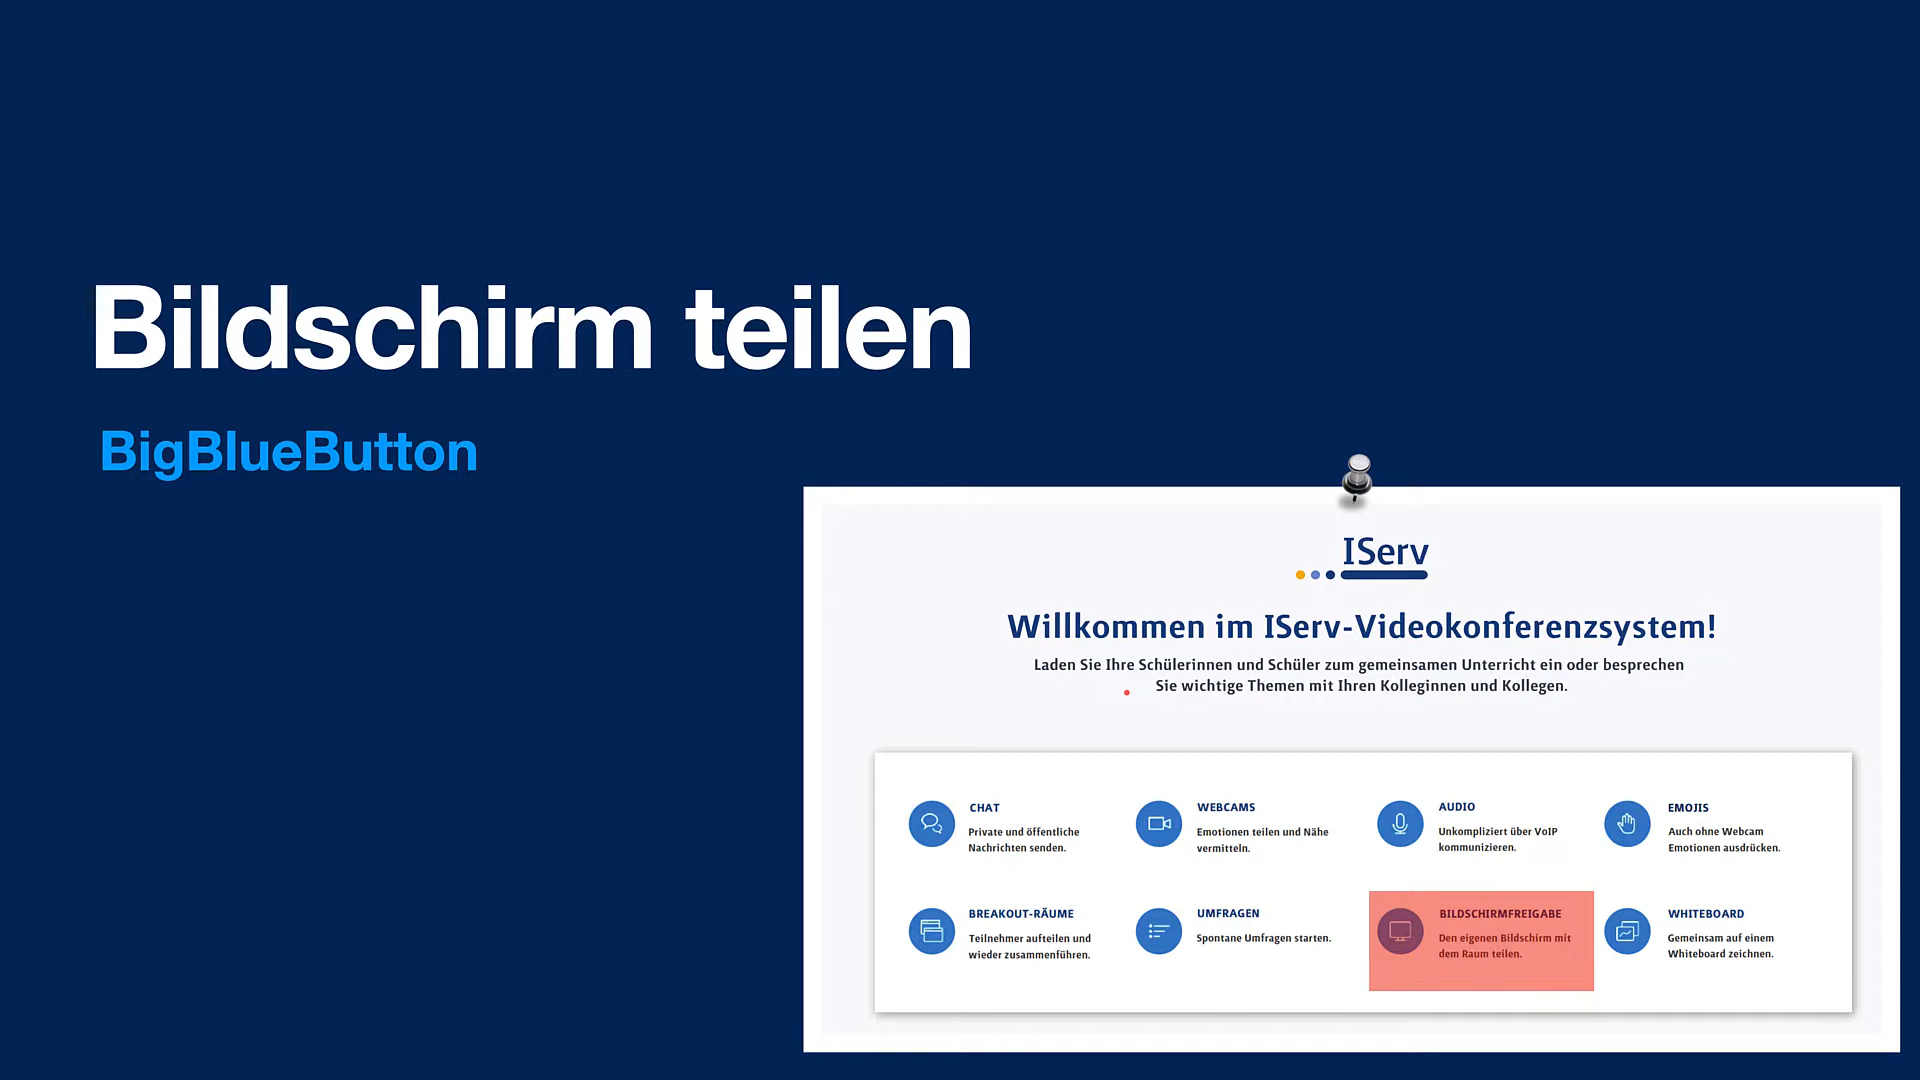 Bildschirm teilen
BigBlueButton
IServ
Willkommen im IServ-Videokonferenzsystem!
Laden Sie Ihre Schülerinnen und Schüler zum gemeinsamen Unterricht ein oder besprechen
Sie wichtige Themen mit Ihren Kolleginnen und Kollegen.
CHAT
Private und öffentliche
Nachrichten senden.
WEBCAMS
Emotionen teilen und Nähe
vermitteln.
AUDIO
Unkompliziert über VoIP
kommunizieren.
EMOJIS
Auch ohne Webcam
Emotionen ausdrücken.
BREAKOUT-RÄUME
Teilnehmer aufteilen und
wieder zusammenführen.
UMFRAGEN
Spontane Umfragen starten.
BILDSCHIRMFREIGABE
Den eigenen Bildschirm mit
dem Raum teilen.
WHITEBOARD
Gemeinsam auf einem
Whiteboard zeichnen.